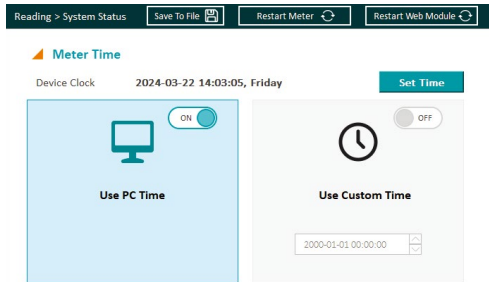 Reading > System Status Save To File Restart Meter Restart Web Module
Meter Time
Device Clock 2024-03-22 14:03:05, Friday Set Time
ON OFF
Use PC Time Use Custom Time
2000-01-01 00:00:00